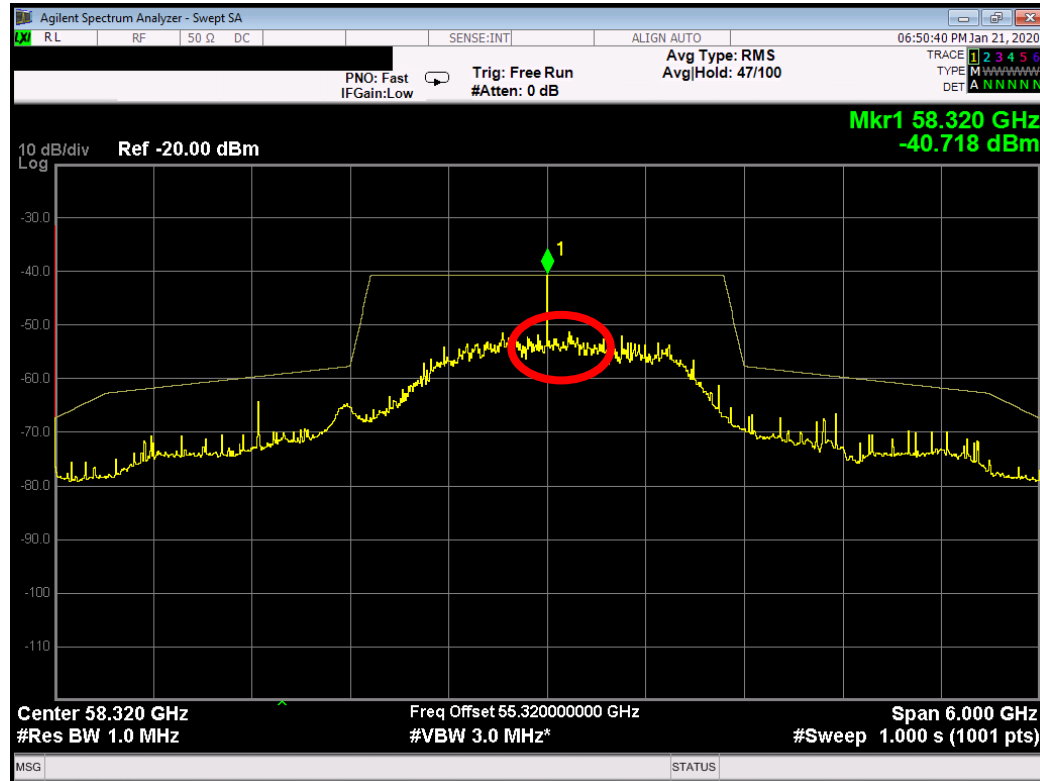 Agilent Spectrum Analyzer - Swept SA
LXI RL RF 50 Ω DC SENSE:INT ALIGN AUTO 06:50:40 PM Jan 21, 2020
PNO: Fast Trig: Free Run Avg Type: RMS TRACE 1 2 3 4 5 6
IFGain:Low #Atten: 0 dB Avg|Hold: 47/100 TYPE M WWWWW
DET A N N N N N
Mkr1 58.320 GHz
-40.718 dBm
10 dB/div Ref -20.00 dBm
Log
1
-30.0
-40.0
-50.0
-60.0
-70.0
-80.0
-90.0
-100
-110
Center 58.320 GHz Freq Offset 55.320000000 GHz Span 6.000 GHz
#Res BW 1.0 MHz #VBW 3.0 MHz* #Sweep 1.000 s (1001 pts)
MSG STATUS